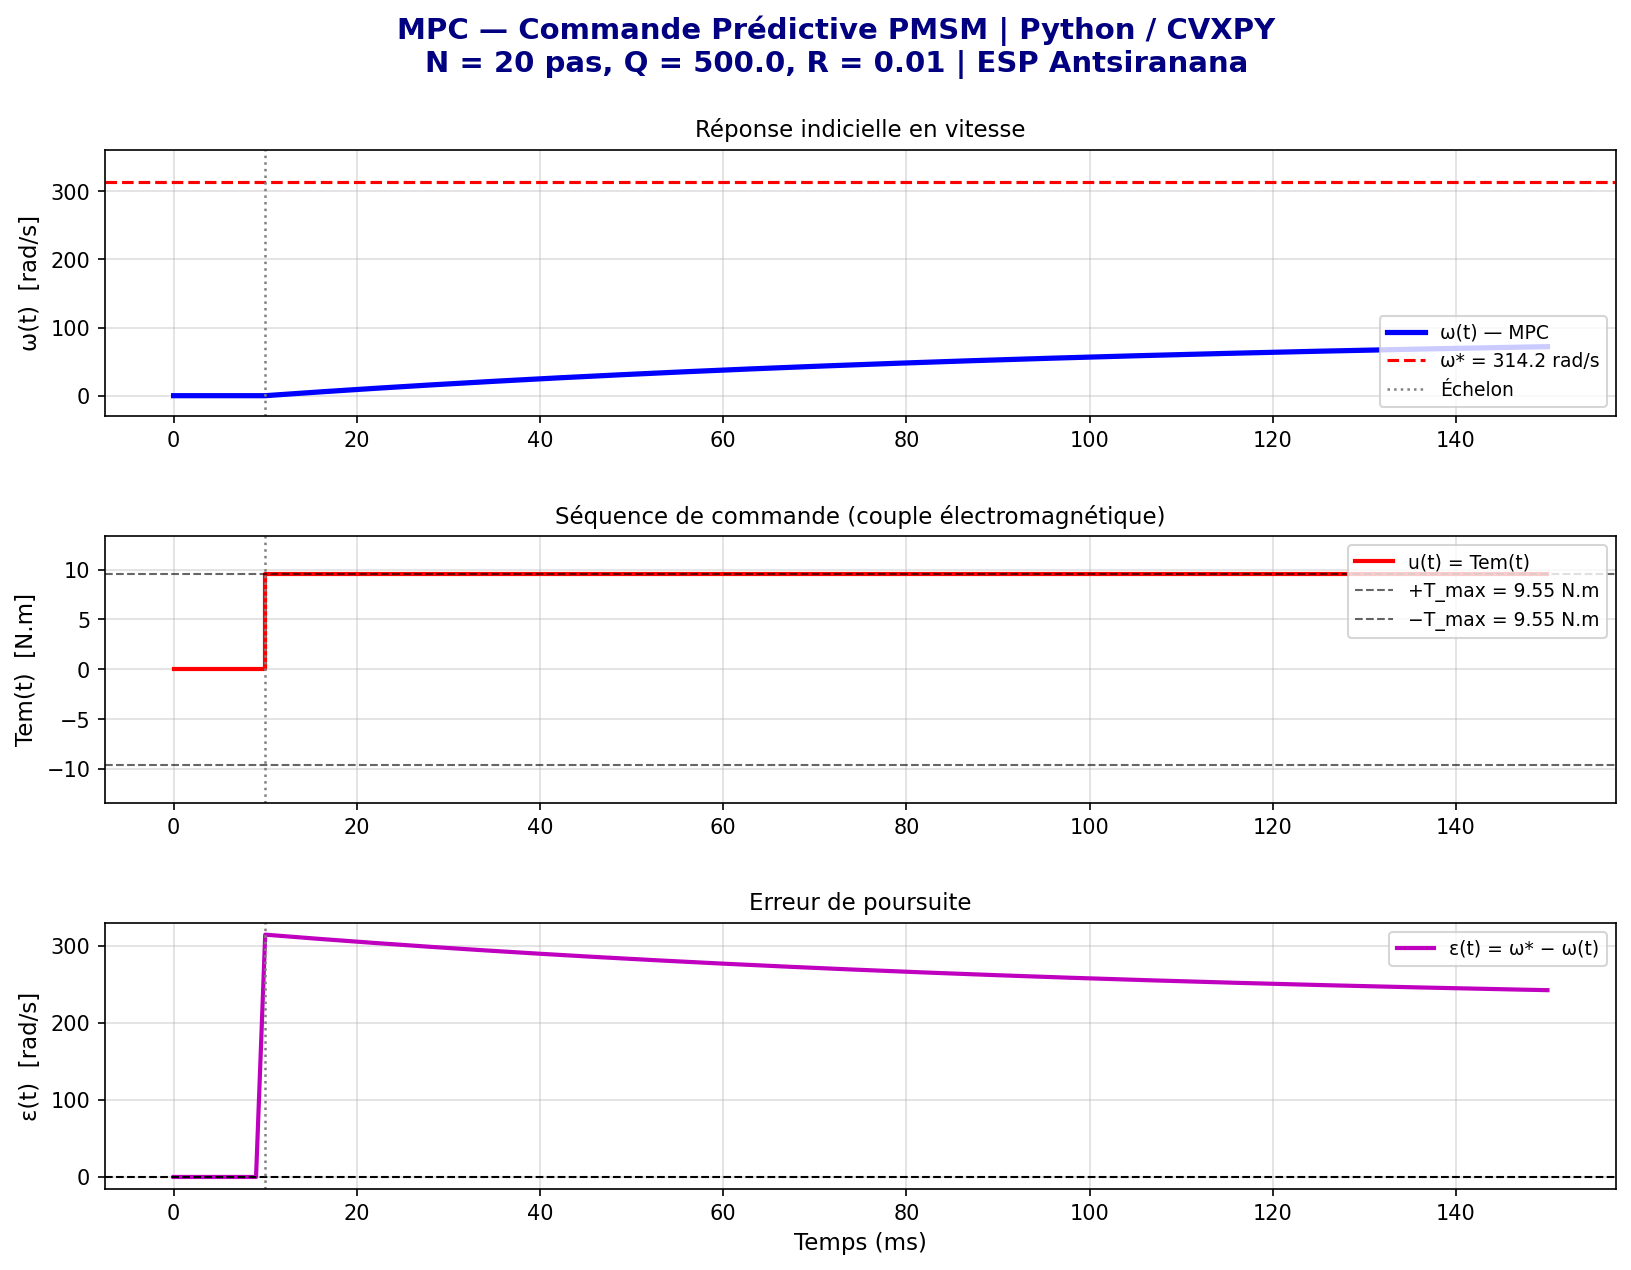 MPC — Commande Prédictive PMSM | Python / CVXPY
N = 20 pas, Q = 500.0, R = 0.01 | ESP Antsiranana
Réponse indicielle en vitesse
ω(t) [rad/s]
300
200
100
0
ω(t) — MPC
ω* = 314.2 rad/s
Échelon
0 20 40 60 80 100 120 140
Séquence de commande (couple électromagnétique)
Tem(t) [N.m]
10
5
0
−5
−10
u(t) = Tem(t)
+T_max = 9.55 N.m
−T_max = 9.55 N.m
0 20 40 60 80 100 120 140
Erreur de poursuite
ε(t) [rad/s]
300
200
100
0
ε(t) = ω* − ω(t)
0 20 40 60 80 100 120 140
Temps (ms)